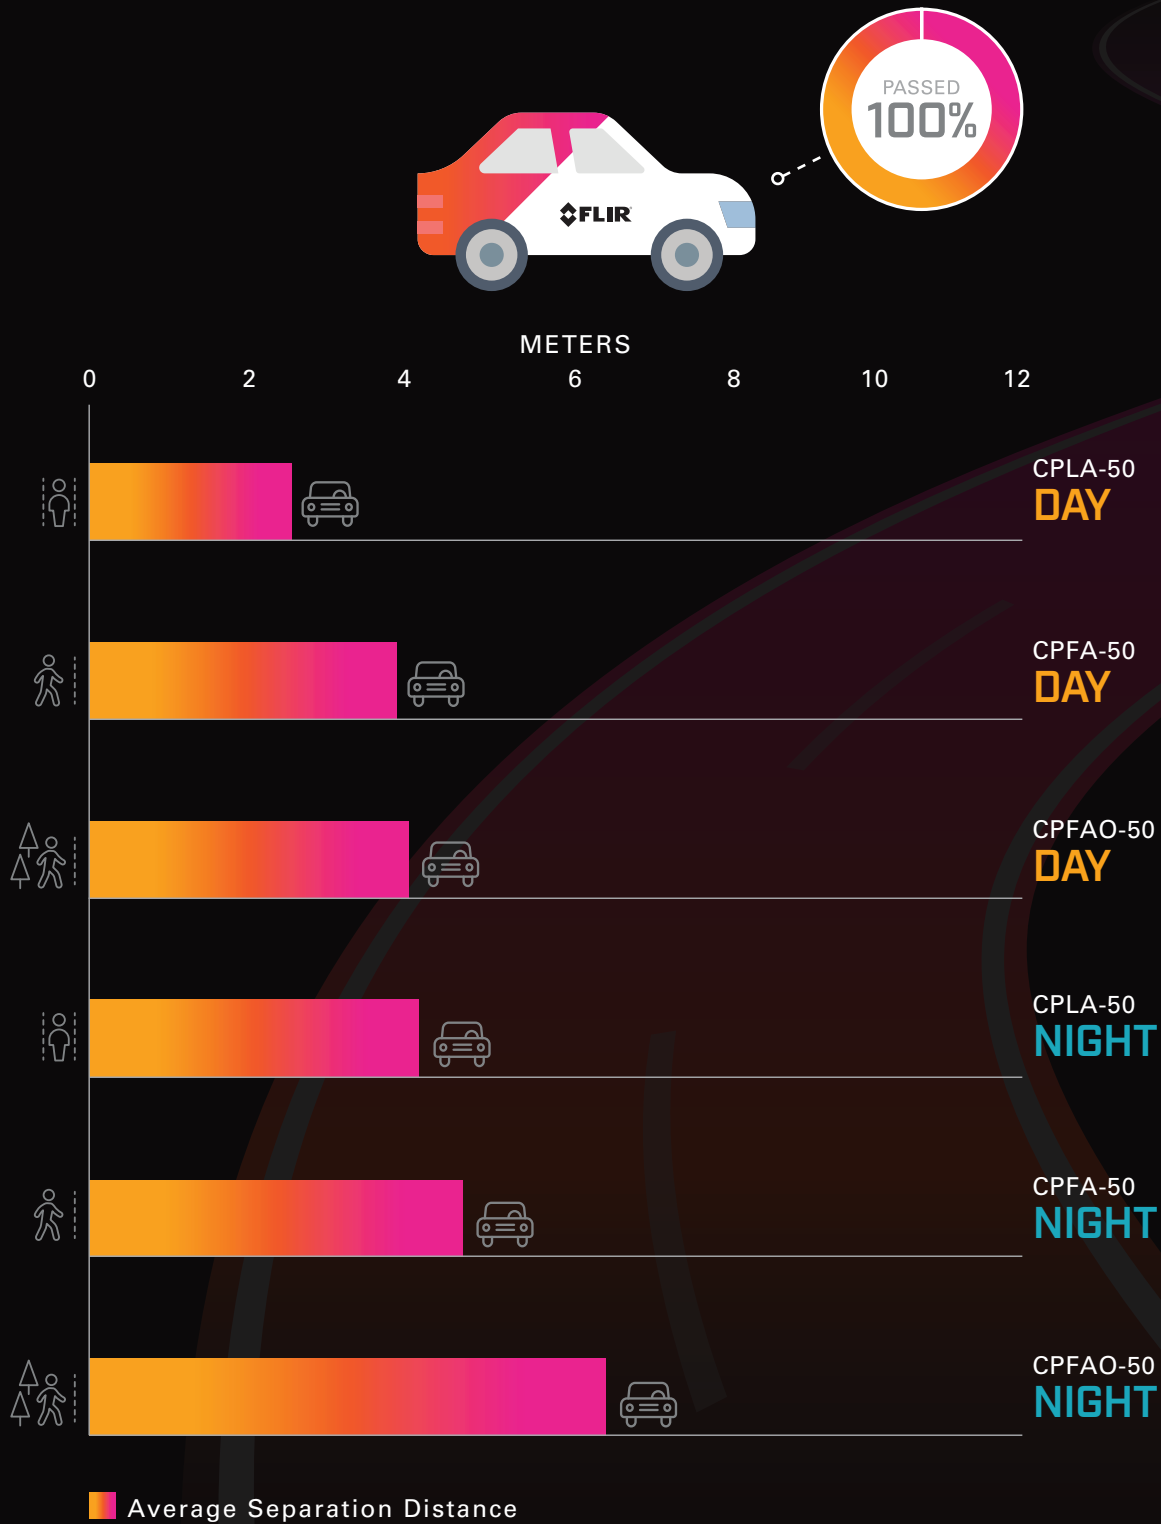 PASSED
100%
FLIR
METERS
0 2 4 6 8 10 12
CPLA-50
DAY
CPFA-50
DAY
CPFAO-50
DAY
CPLA-50
NIGHT
CPFA-50
NIGHT
CPFAO-50
NIGHT
Average Separation Distance